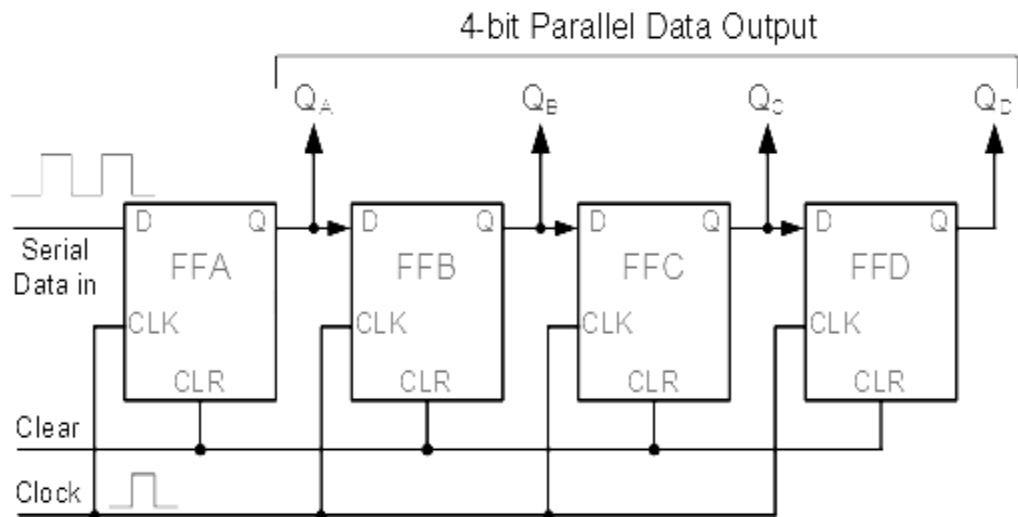 4-bit Parallel Data Output
QA QB QC QD
D Q D Q D Q D Q
Serial
Data in
FFA FFB FFC FFD
CLK CLK CLK CLK
CLR CLR CLR CLR
Clear
Clock